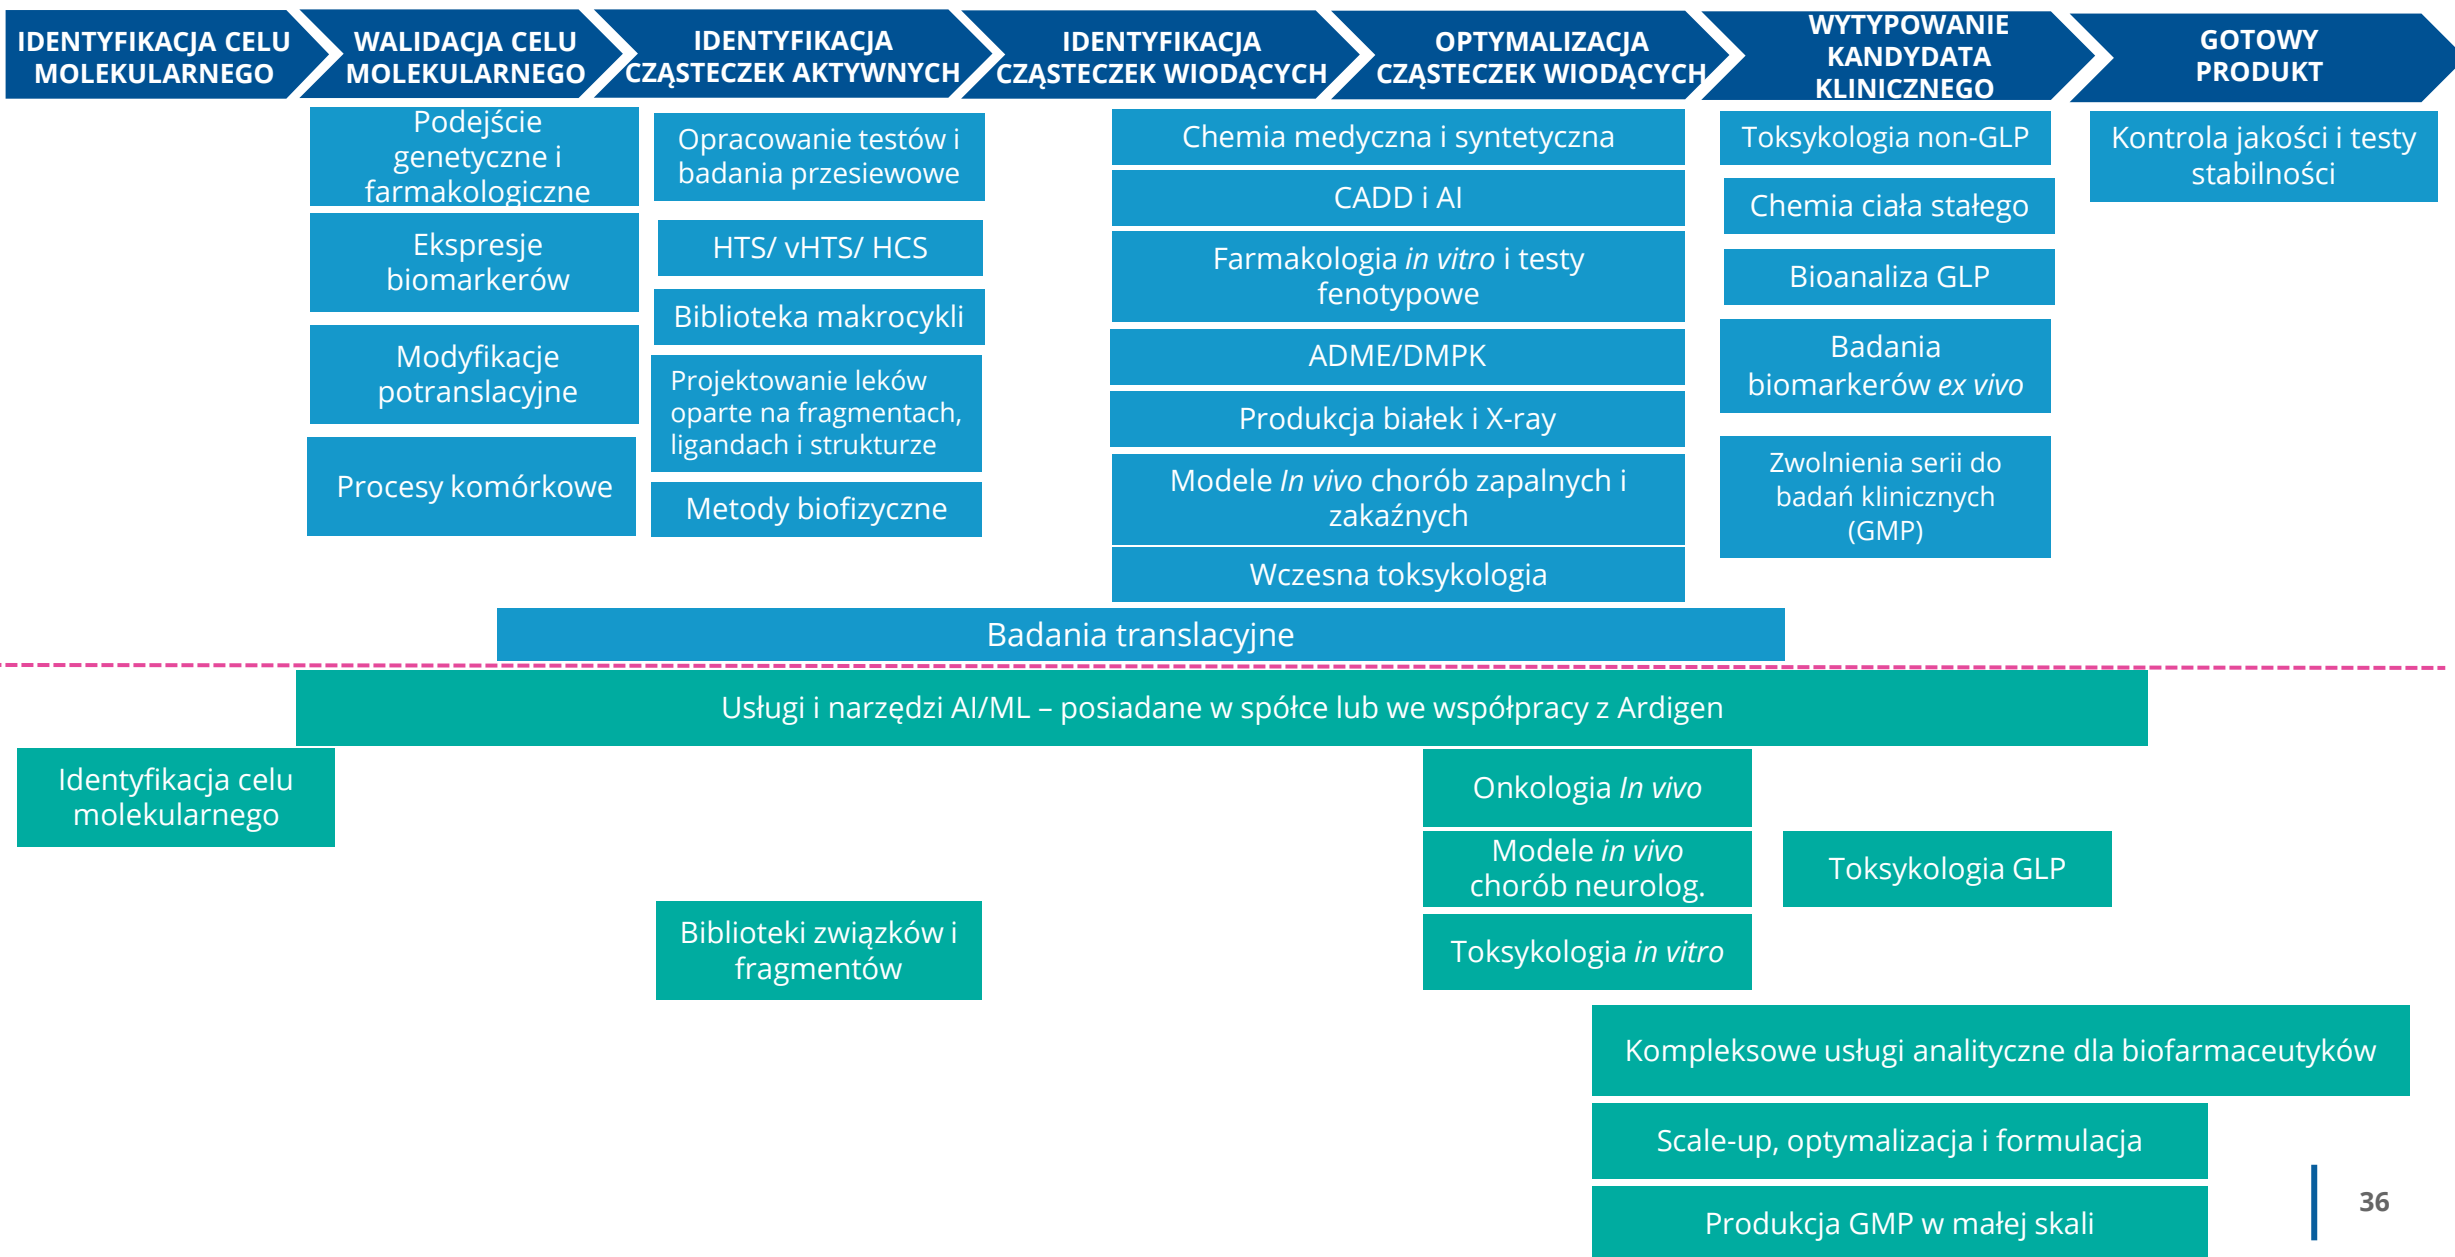 IDENTYFIKACJA CELU
MOLEKULARNEGO
WALIDACJA CELU
MOLEKULARNEGO
IDENTYFIKACJA
CZĄSTECZEK AKTYWNYCH
IDENTYFIKACJA
CZĄSTECZEK WIODĄCYCH
OPTYMALIZACJA
CZĄSTECZEK WIODĄCYCH
WYTYPOWANIE
KANDYDATA
KLINICZNEGO
GOTOWY
PRODUKT
Podejście
genetyczne i
farmakologiczne
Ekspresje
biomarkerów
Modyfikacje
potranslacyjne
Procesy komórkowe
Opracowanie testów i
badania przesiewowe
HTS/ vHTS/ HCS
Biblioteka makrocykli
Projektowanie leków
oparte na fragmentach,
ligandach i strukturze
Metody biofizyczne
Chemia medyczna i syntetyczna
CADD i AI
Farmakologia in vitro i testy
fenotypowe
ADME/DMPK
Produkcja białek i X-ray
Modele In vivo chorób zapalnych i
zakaźnych
Wczesna toksykologia
Toksykologia non-GLP
Chemia ciała stałego
Bioanaliza GLP
Badania
biomarkerów ex vivo
Zwolnienia serii do
badań klinicznych
(GMP)
Kontrola jakości i testy
stabilności
Badania translacyjne
Usługi i narzędzi AI/ML – posiadane w spółce lub we współpracy z Ardigen
Identyfikacja celu
molekularnego
Biblioteki związków i
fragmentów
Onkologia In vivo
Modele in vivo
chorób neurolog.
Toksykologia in vitro
Toksykologia GLP
Kompleksowe usługi analityczne dla biofarmaceutyków
Scale-up, optymalizacja i formulacja
Produkcja GMP w małej skali
36